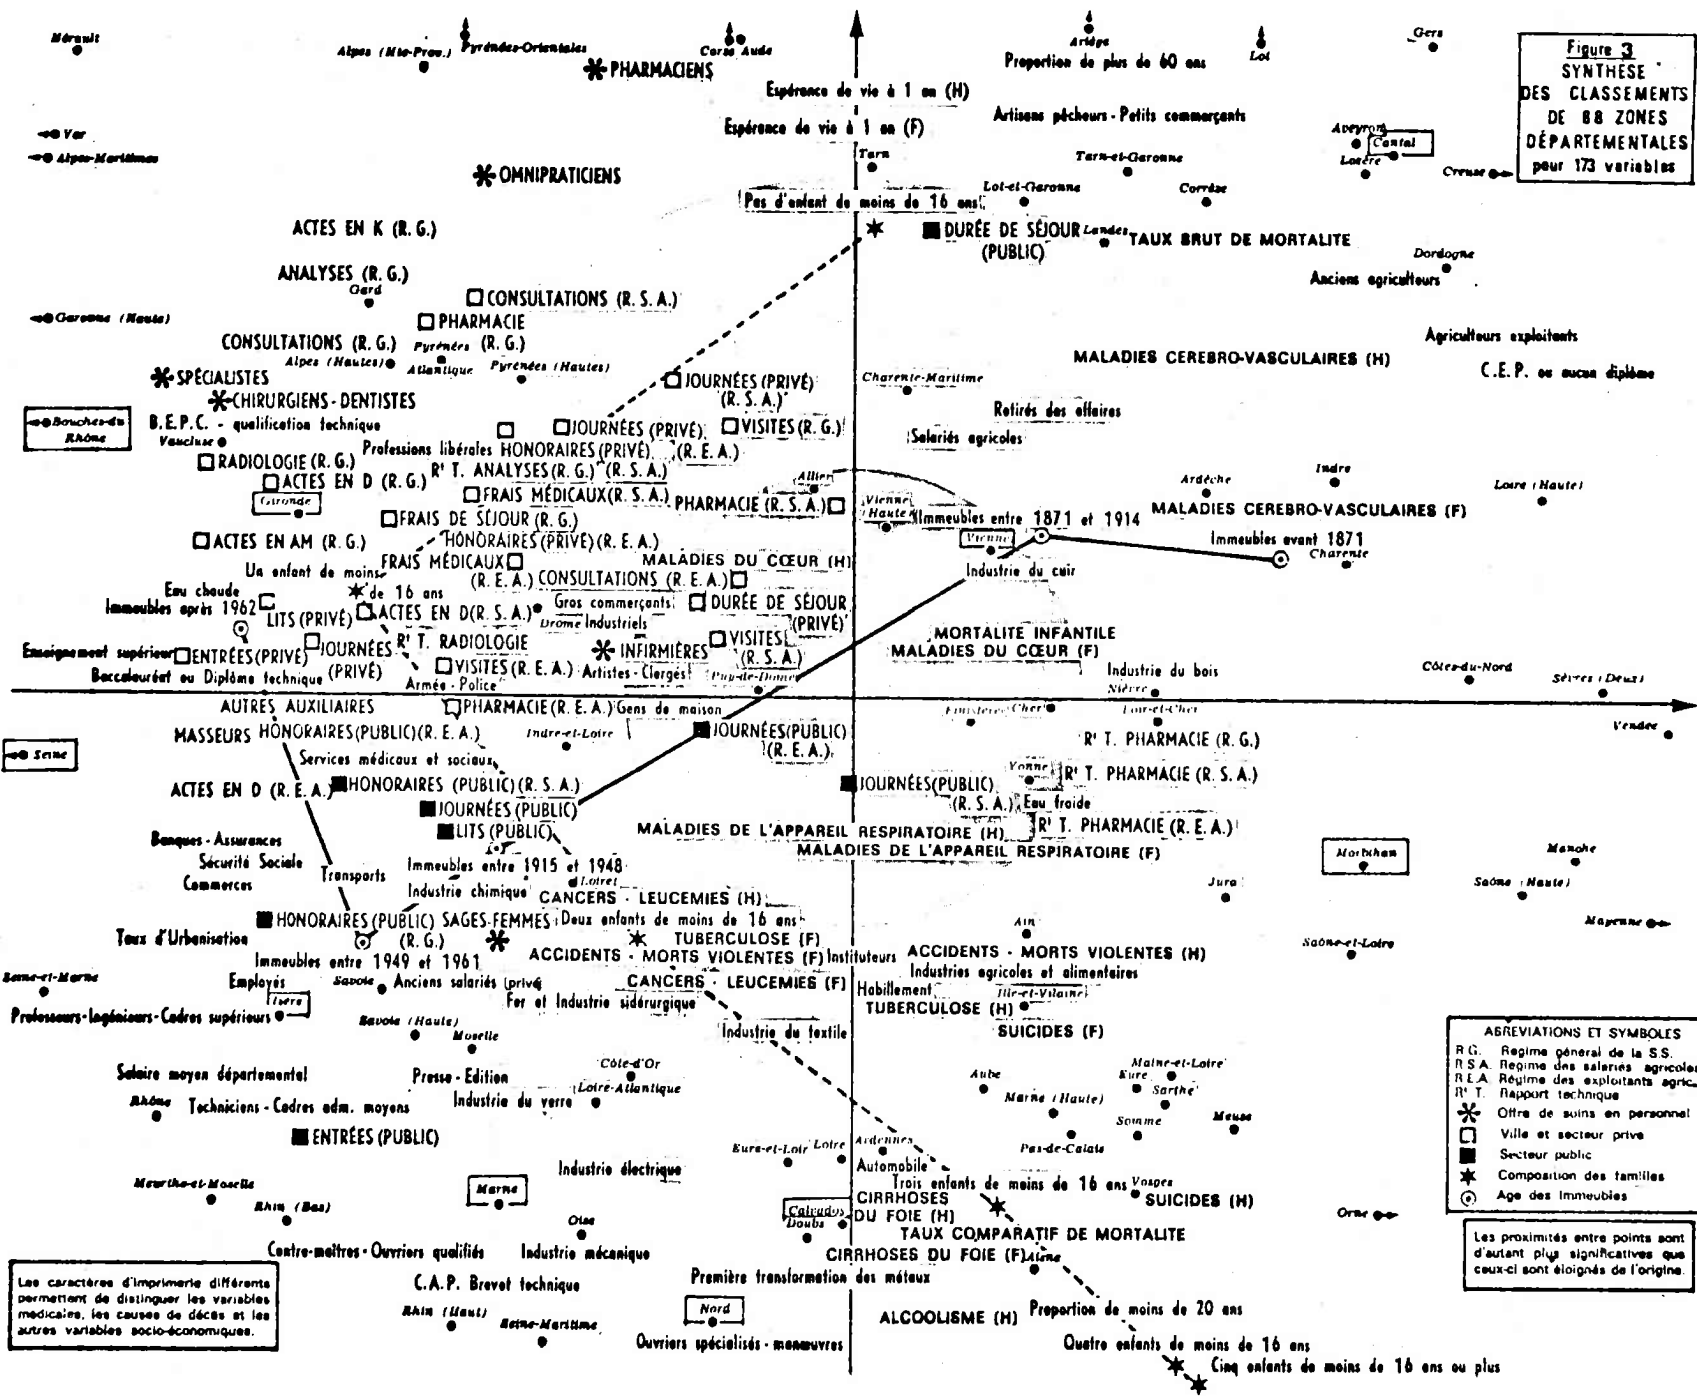 Hérault
Alpes (Hte-Prov.)
Pyréndes-Orientales
Corse Aude
Ariège
Lot
Gers
Figure 3
SYNTHESE
DES CLASSEMENTS
DE 88 ZONES
DÉPARTEMENTALES
pour 173 variables
PHARMACIENS
Proportion de plus de 60 ans
Espérance de vie à 1 an (H)
Artisans pêcheurs - Petits commerçants
Espérance de vie à 1 an (F)
Var
Alpes-Maritimes
Tarn
Tarn-et-Garonne
Aveyron
Cantal
Lozère
Creuse
OMNIPRATICIENS
Lot-et-Garonne
Corrèze
Pas d'enfant de moins de 16 ans
ACTES EN K (R. G.)
DURÉE DE SÉJOUR
(PUBLIC)
Landes
TAUX BRUT DE MORTALITE
Dordogne
Anciens agriculteurs
ANALYSES (R. G.)
Gard
CONSULTATIONS (R. S. A.)
Garonne (Haute)
PHARMACIE
(R. G.)
CONSULTATIONS (R. G.)
Pyrénées
Atlantique
Alpes (Hautes)
Pyrénées (Hautes)
Agriculteurs exploitants
MALADIES CEREBRO-VASCULAIRES (H)
C.E.P. ou aucun diplôme
SPÉCIALISTES
CHIRURGIENS-DENTISTES
JOURNÉES (PRIVÉ)
(R. S. A.)
Charente-Maritime
Retirés des affaires
Bouches-du
Rhône
B.E.P.C. - qualification technique
Vaucluse
JOURNÉES (PRIVÉ)
(R. E. A.)
VISITES (R. G.)
Salariés agricoles
Professions libérales
HONORAIRES (PRIVÉ)
(R. S. A.)
RADIOLOGIE (R. G.)
Rt T. ANALYSES (R. G.)
ACTES EN D (R. G.)
Allier
Ardèche
Indre
Loire (Haute)
Gironde
FRAIS MÉDICAUX (R. S. A.)
PHARMACIE (R. S. A.)
Vienne
(Haute)
MALADIES CEREBRO-VASCULAIRES (F)
FRAIS DE SÉJOUR (R. G.)
Immeubles entre 1871 et 1914
ACTES EN AM (R. G.)
HONORAIRES (PRIVÉ) (R. E. A.)
Vienne
Immeubles avant 1871
Charente
FRAIS MÉDICAUX
(R. E. A.)
MALADIES DU CŒUR (H)
Un enfant de moins
de 16 ans
CONSULTATIONS (R. E. A.)
Industrie du cuir
Eau chaude
Immeubles après 1962
LITS (PRIVÉ)
ACTES EN D (R. S. A.)
Drôme
Gros commerçants
Industriels
DURÉE DE SÉJOUR
(PRIVÉ)
MORTALITE INFANTILE
MALADIES DU CŒUR (F)
Enseignement supérieur
ENTRÉES (PRIVÉ)
JOURNÉES
(PRIVÉ)
Rt T. RADIOLOGIE
VISITES (R. E. A.)
INFIRMIÈRES
VISITES
(R. S. A.)
Baccalauréat ou Diplôme technique
Armée - Police
Artistes - Clergés
Puy-de-Dôme
Industrie du bois
Nièvre
Côtes-du-Nord
Sèvres (Deux)
AUTRES AUXILIAIRES
PHARMACIE (R. E. A.)
Gens de maison
Finistère
Cher
Loir-et-Cher
Vendée
MASSEURS
HONORAIRES (PUBLIC) (R. E. A.)
Indre-et-Loire
JOURNÉES (PUBLIC)
(R. E. A.)
Rt T. PHARMACIE (R. G.)
Seine
Services médicaux et sociaux
Yonne
Rt T. PHARMACIE (R. S. A.)
ACTES EN D (R. E. A.)
HONORAIRES (PUBLIC) (R. S. A.)
JOURNÉES (PUBLIC)
(R. S. A.)
Eau froide
JOURNÉES (PUBLIC)
Rt T. PHARMACIE (R. E. A.)
LITS (PUBLIC)
MALADIES DE L'APPAREIL RESPIRATOIRE (H)
MALADIES DE L'APPAREIL RESPIRATOIRE (F)
Banques - Assurances
Sécurité Sociale
Commerces
Transports
Immeubles entre 1915 et 1948
Morbihan
Manche
Industrie chimique
Loiret
CANCERS - LEUCEMIES (H)
Jura
Saône (Haute)
HONORAIRES (PUBLIC)
(R. G.)
SAGES-FEMMES
Deux enfants de moins de 16 ans
Ain
Mayenne
Taux d'Urbanisation
TUBERCULOSE (F)
Saône-et-Loire
Immeubles entre 1949 et 1961
ACCIDENTS - MORTS VIOLENTES (F)
Instituteurs
ACCIDENTS - MORTS VIOLENTES (H)
Industries agricoles et alimentaires
Seine-et-Marne
Employés
Savoie
Anciens salariés (privé
CANCERS - LEUCEMIES (F)
Habillement
Ille-et-Vilaine
Isère
Fer et Industrie sidérurgique
TUBERCULOSE (H)
Professeurs-Ingénieurs-Cadres supérieurs
Savoie (Haute)
Moselle
Industrie du textile
SUICIDES (F)
ABREVIATIONS ET SYMBOLES
R.G. Regime général de la S.S.
R.S.A. Regime des salariés agricoles
R.E.A. Régime des exploitants agric.
Rt T. Rapport technique
Offre de soins en personnel
Ville et secteur privé
Secteur public
Composition des familles
Age des Immeubles
Salaire moyen départemental
Presse - Edition
Côte-d'Or
Loire-Atlantique
Aube
Maine-et-Loire
Eure
Sarthe
Rhône
Techniciens - Cadres adm. moyens
Industrie du verre
Marne (Haute)
Meuse
Somme
Pas-de-Calais
ENTRÉES (PUBLIC)
Eure-et-Loir
Loire
Ardennes
Industrie électrique
Automobile
Meurthe-et-Moselle
Marne
Trois enfants de moins de 16 ans
Vosges
SUICIDES (H)
Rhin (Bas)
Calvados
Doubs
CIRRHOSES
DU FOIE (H)
Orne
Oise
TAUX COMPARATIF DE MORTALITE
Les proximités entre points sont
d'autant plus significatives que
ceux-ci sont éloignés de l'origine.
Contre-maîtres - Ouvriers qualifiés
Industrie mécanique
CIRRHOSES DU FOIE (F)
Aisne
Les caractères d'imprimerie différents
permettent de distinguer les variables
médicales, les causes de décès et les
autres variables socio-économiques.
C.A.P. Brevet technique
Première transformation des métaux
Rhin (Haut)
Seine-Maritime
Nord
ALCOOLISME (H)
Proportion de moins de 20 ans
Ouvriers spécialisés - manœuvres
Quatre enfants de moins de 16 ans
Cinq enfants de moins de 16 ans ou plus